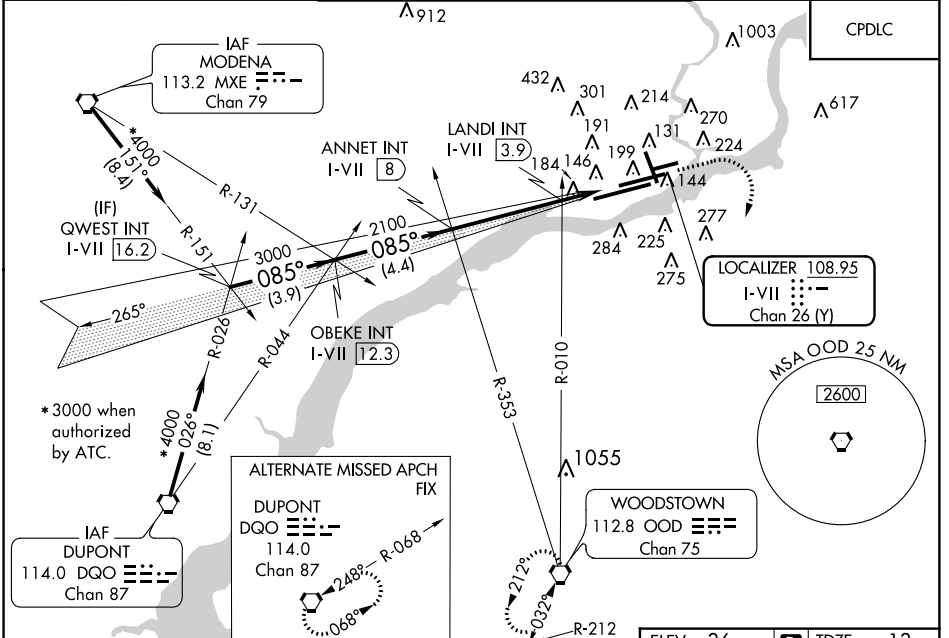 912
1003
CPDLC
IAF
MODENA
113.2 MXE
Chan 79
432
301
214
270
617
191
131
224
ANNET INT
I-VII 8
LANDI INT
I-VII 3.9
184
146
199
144
*4000
151°
(8.4)
R-131
(IF)
QWEST INT
I-VII 16.2
R-151
3000
085°
(3.9)
2100
085°
(4.4)
284
225
277
275
265°
LOCALIZER 108.95
I-VII
Chan 26 (Y)
R-026
R-044
OBEKE INT
I-VII 12.3
R-353
R-010
MSA OOD 25 NM
2600
*3000 when
authorized
by ATC.
*4000
026°
(8.1)
1055
ALTERNATE MISSED APCH
FIX
DUPONT
DQO
114.0
Chan 87
R-068
248°
068°
WOODSTOWN
112.8 OOD
Chan 75
IAF
DUPONT
114.0 DQO
Chan 87
212°
032°
R-212